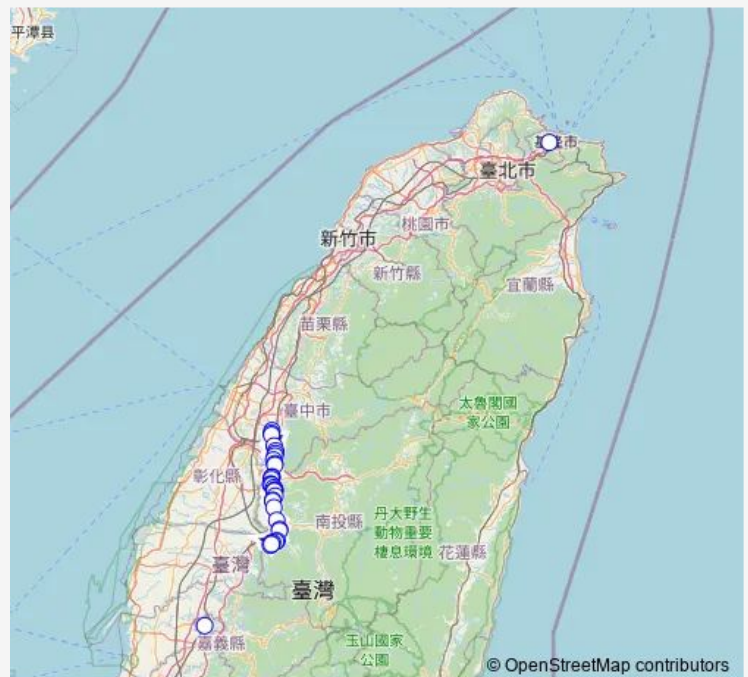 平潭县
臺北市
桃園市
新竹市
新竹縣
宜蘭縣
苗栗縣
太魯閣國
家公園
臺中市
彰化縣
南投縣
丹大野生
動物重要
棲息環境
花蓮縣
臺灣
臺灣
嘉義縣
玉山國家
公園
© OpenStreetMap contributors